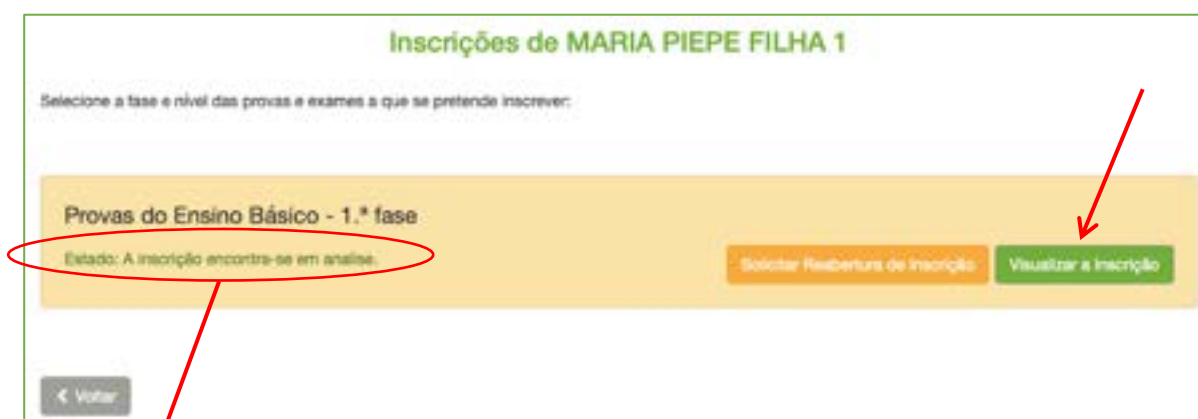 Inscrições de MARIA PIEPE FILHA 1
Selecione a fase e nível das provas e exames a que se pretende inscrever:
Provas do Ensino Básico - 1.ª fase
Estado: A inscrição encontra-se em analise.
Solicitar Reabertura de Inscrição
Visualizar a Inscrição
< Voltar